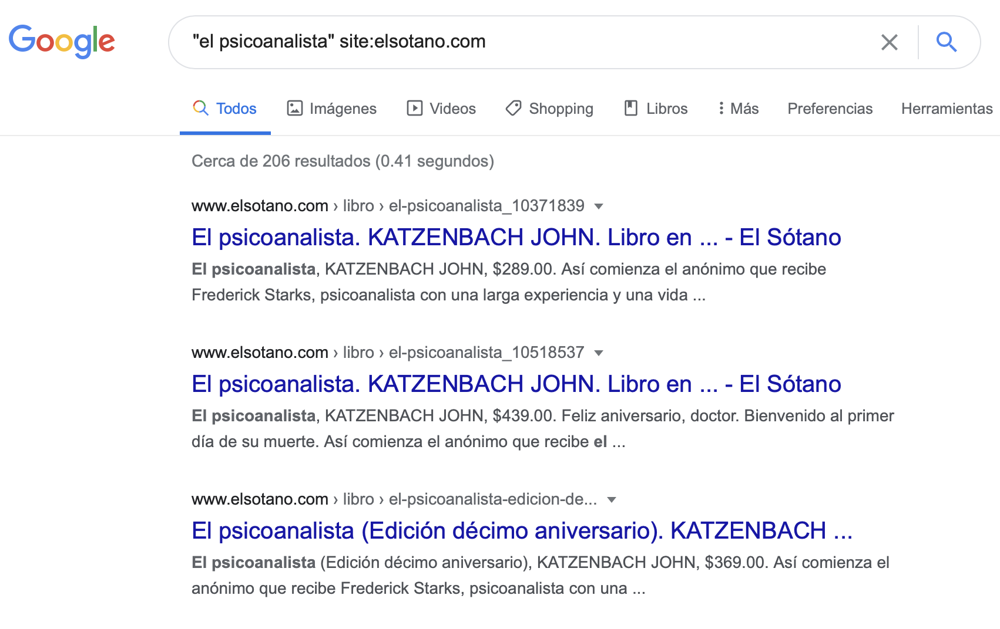 Google
"el psicoanalista" site:elsotano.com
Todos Imágenes Videos Shopping Libros Más Preferencias Herramientas
Cerca de 206 resultados (0.41 segundos)
www.elsotano.com › libro › el-psicoanalista_10371839
El psicoanalista. KATZENBACH JOHN. Libro en ... - El Sótano
El psicoanalista, KATZENBACH JOHN, $289.00. Así comienza el anónimo que recibe
Frederick Starks, psicoanalista con una larga experiencia y una vida ...
www.elsotano.com › libro › el-psicoanalista_10518537
El psicoanalista. KATZENBACH JOHN. Libro en ... - El Sótano
El psicoanalista, KATZENBACH JOHN, $439.00. Feliz aniversario, doctor. Bienvenido al primer
día de su muerte. Así comienza el anónimo que recibe el ...
www.elsotano.com › libro › el-psicoanalista-edicion-de...
El psicoanalista (Edición décimo aniversario). KATZENBACH ...
El psicoanalista (Edición décimo aniversario), KATZENBACH JOHN, $369.00. Así comienza el
anónimo que recibe Frederick Starks, psicoanalista con una ...